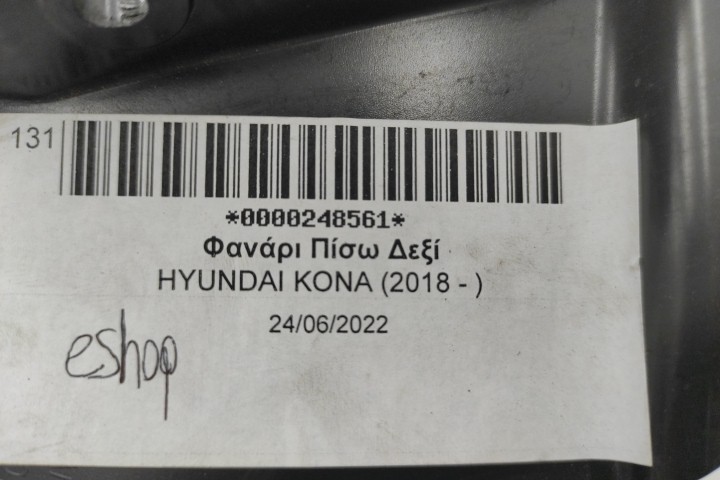 131
*0000248561*
Φανάρι Πίσω Δεξί
HYUNDAI KONA (2018 - )
24/06/2022
eshop